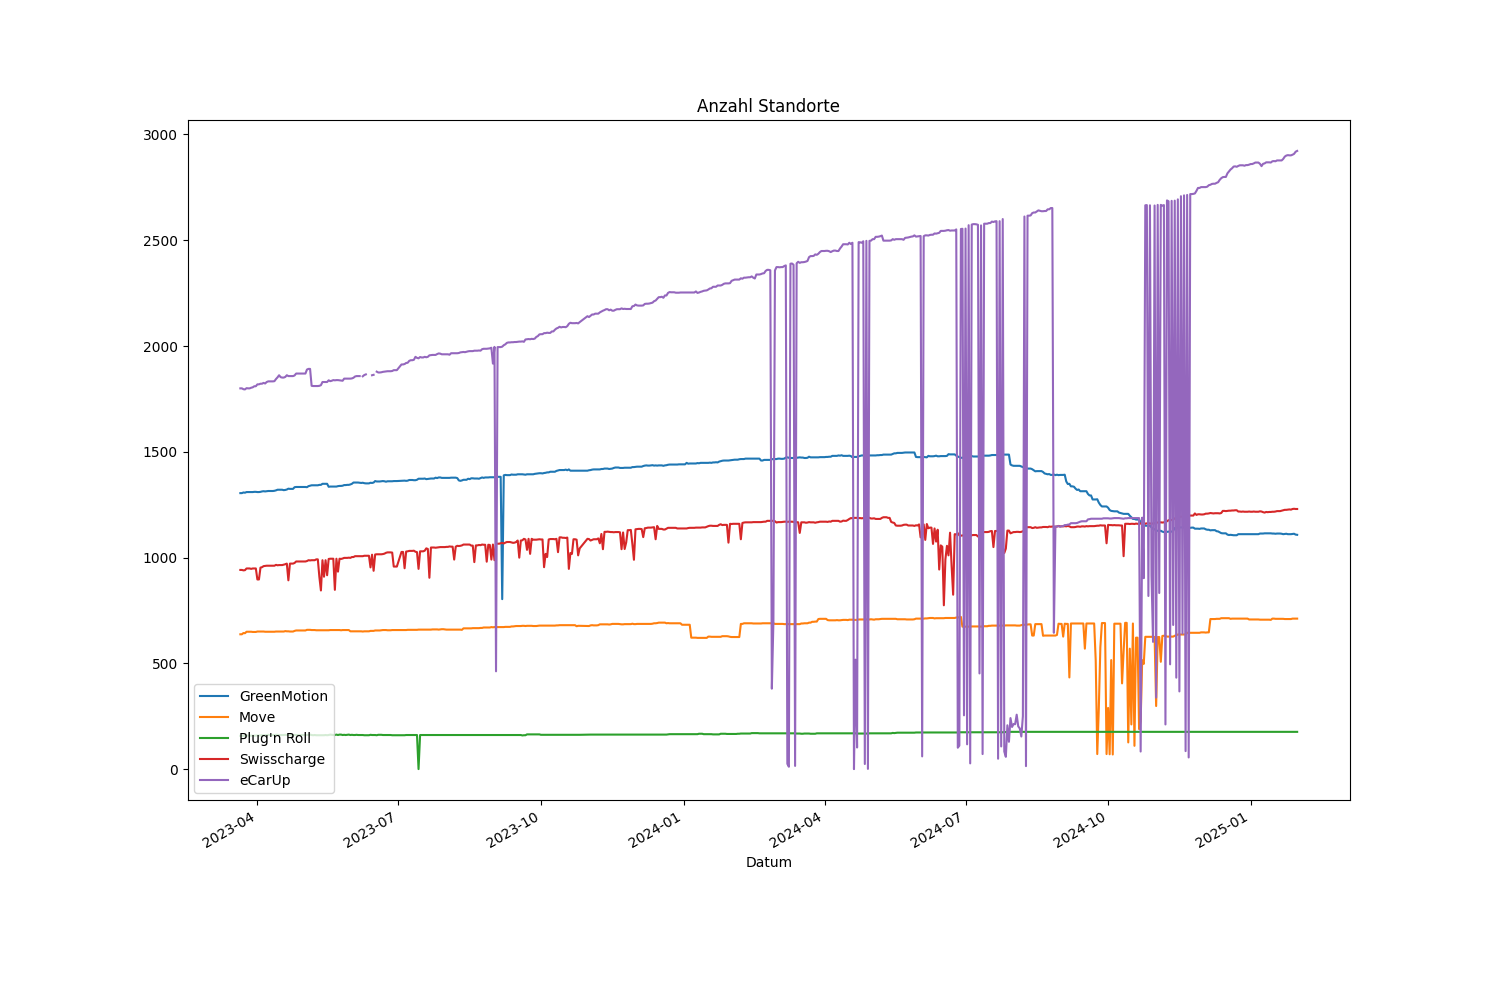 Anzahl Standorte
3000
2500
2000
1500
1000
500
0
GreenMotion
Move
Plug'n Roll
Swisscharge
eCarUp
2023-04
2023-07
2023-10
2024-01
2024-04
2024-07
2024-10
2025-01
Datum